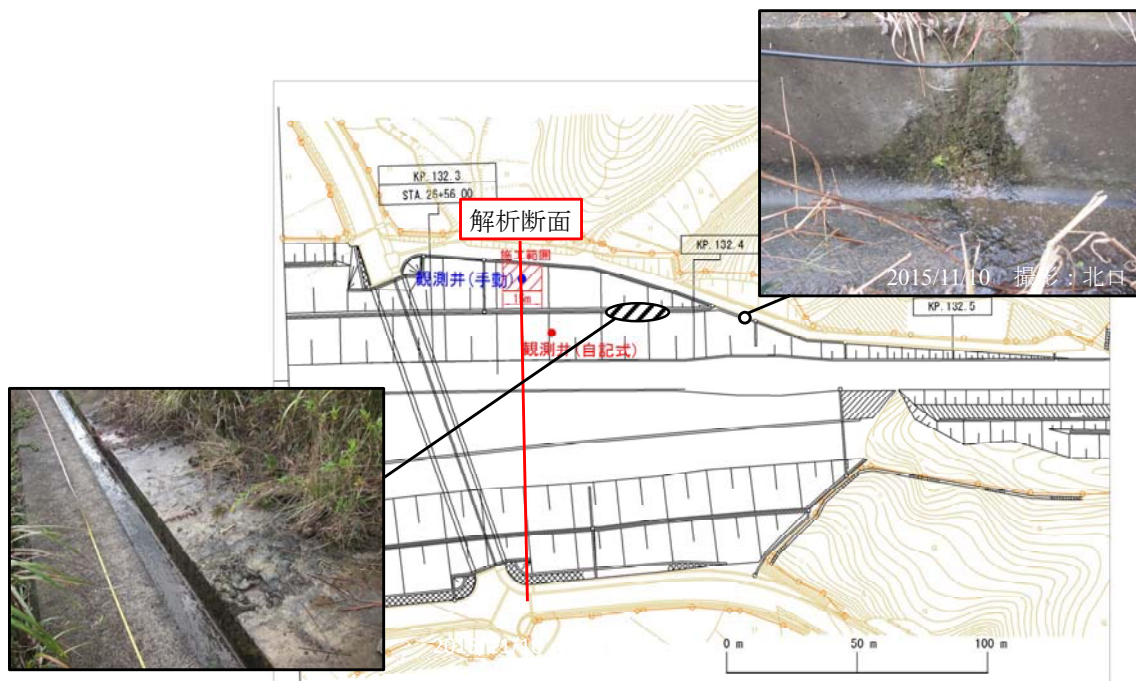 2015/11/10 撮影：北口
KP.132.3
STA.26+56.00
解析断面
施工範囲
観測井(手動)
15m
KP.132.4
KP.132.5
観測井(自記式)
0 m
50 m
100 m